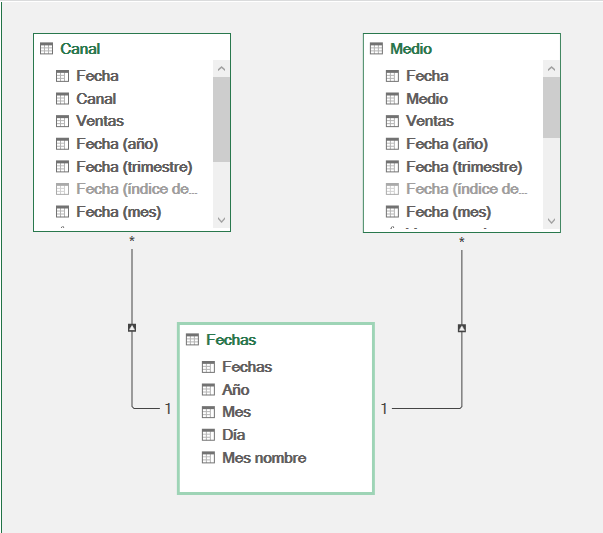 Canal
Fecha
Canal
Ventas
Fecha (año)
Fecha (trimestre)
Fecha (índice de...
Fecha (mes)
*
Medio
Fecha
Medio
Ventas
Fecha (año)
Fecha (trimestre)
Fecha (índice de...
Fecha (mes)
*
1
Fechas
Fechas
Año
Mes
Día
Mes nombre
1